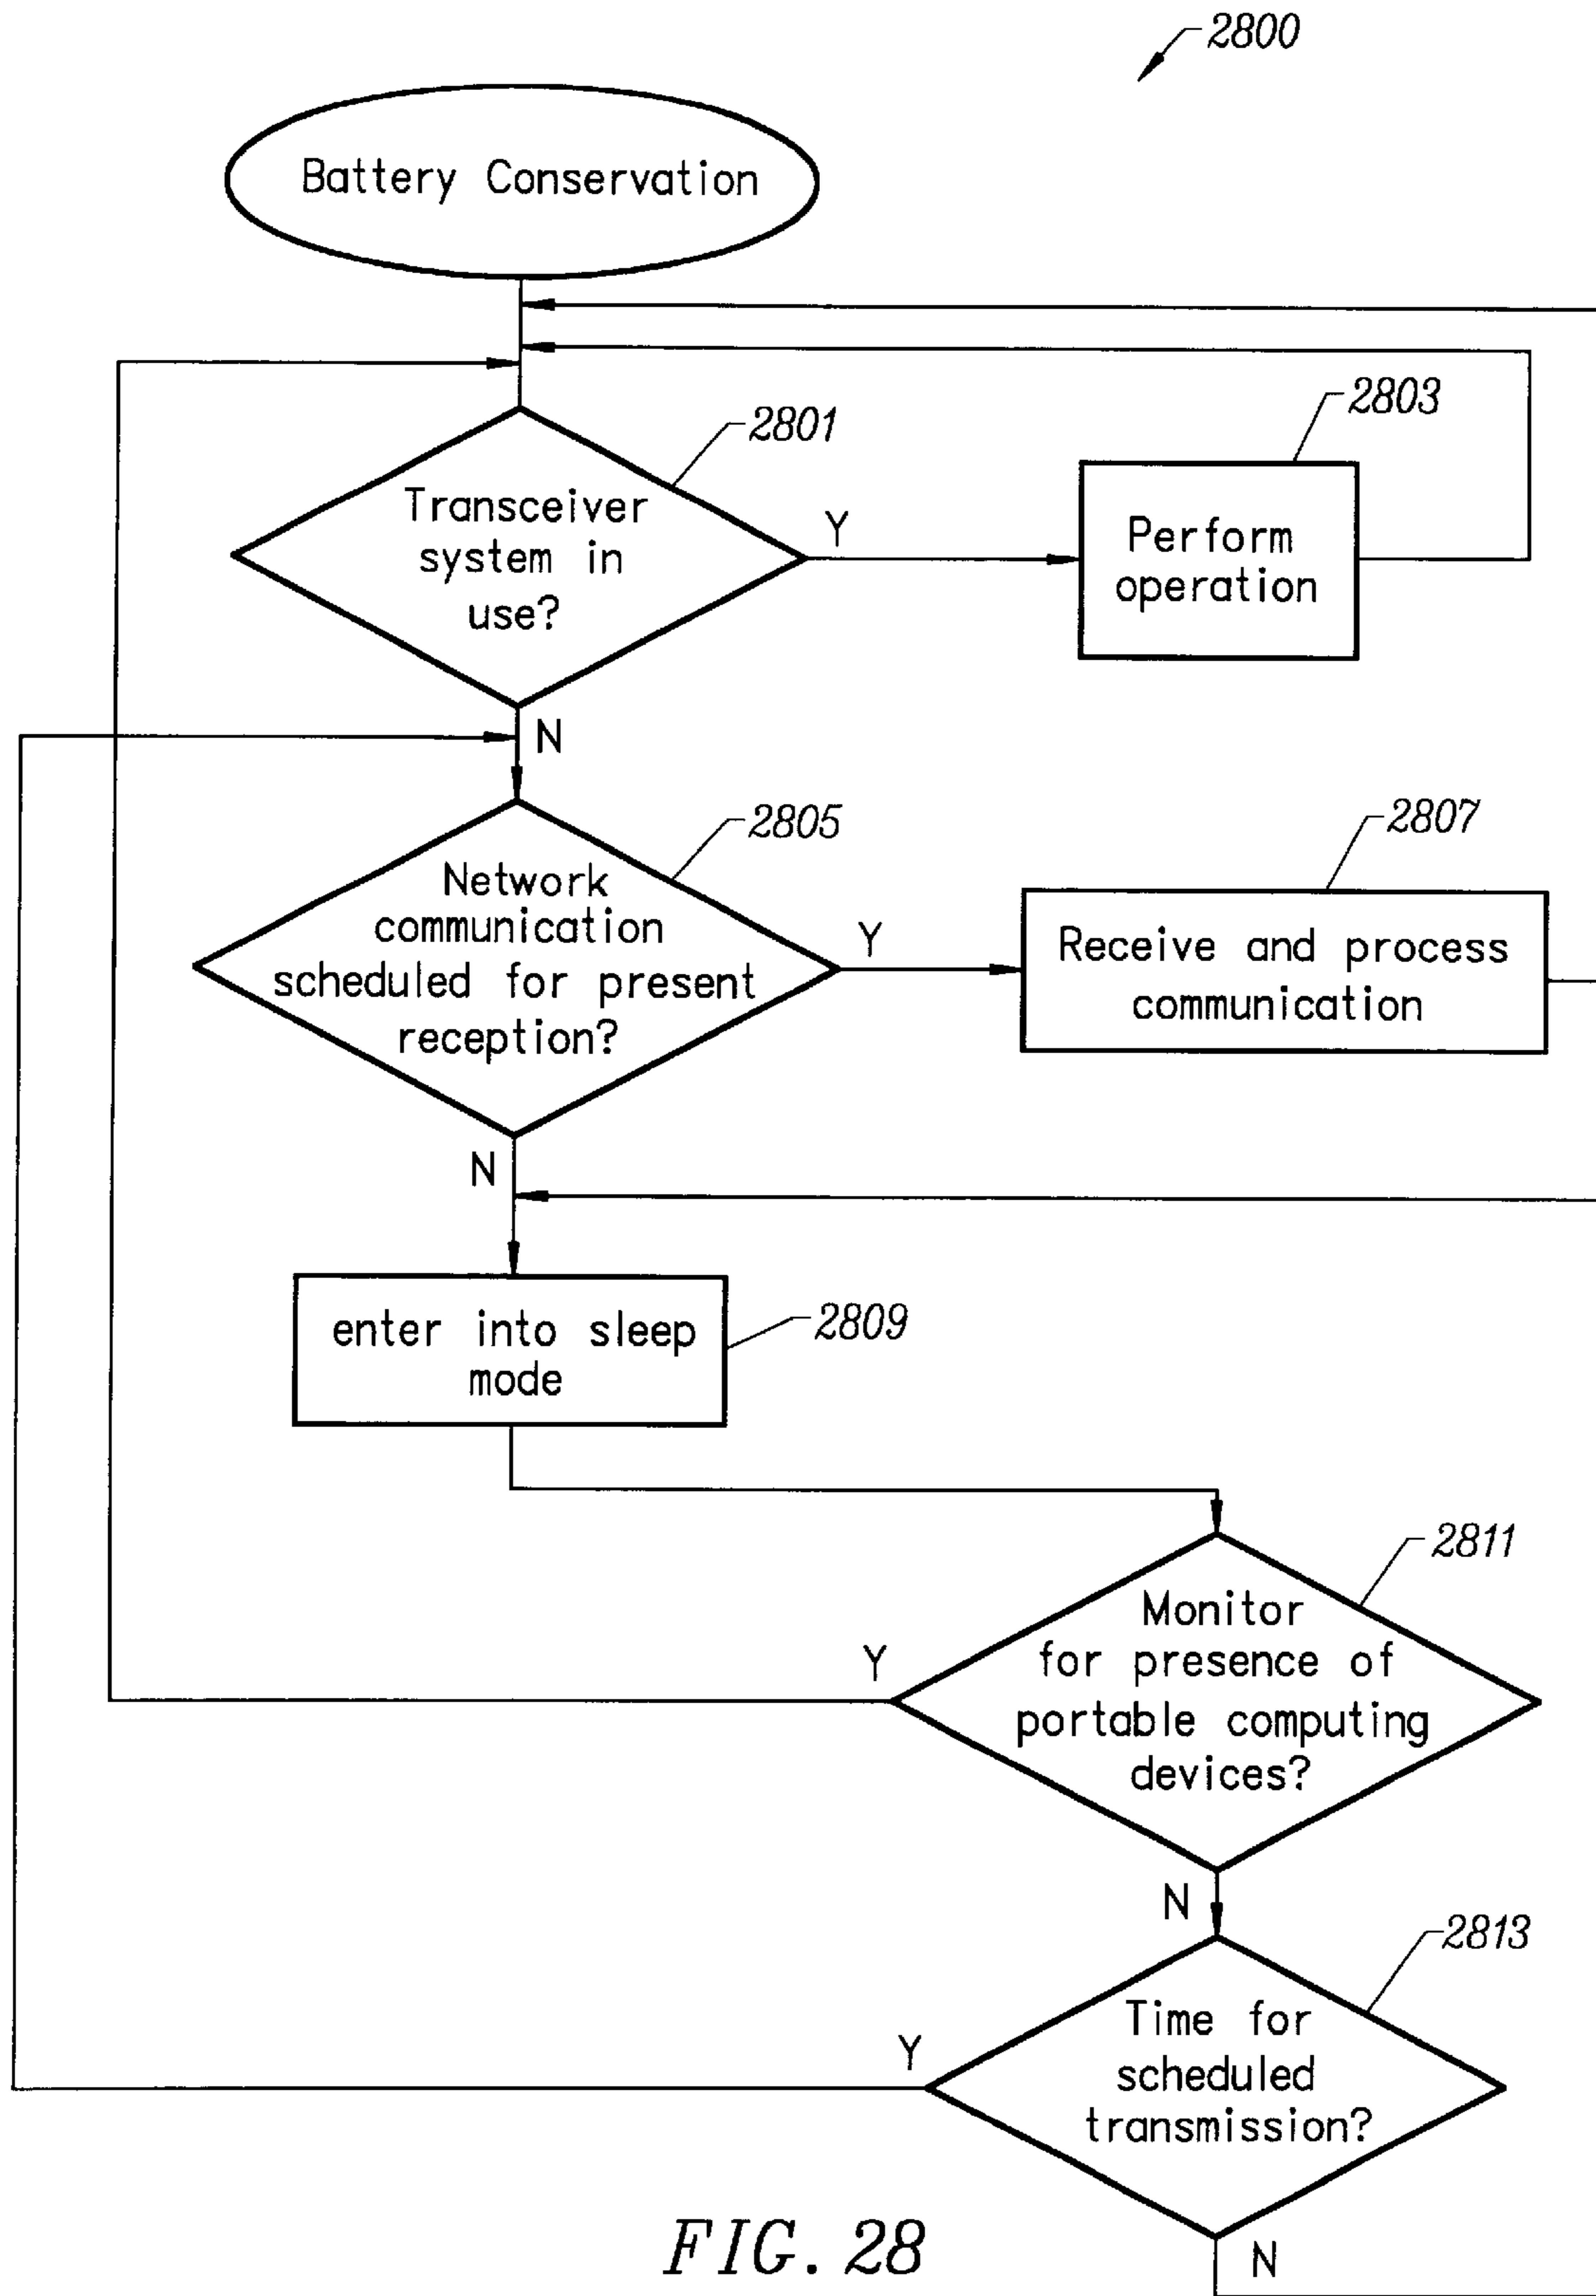 2800
Battery Conservation
2801
2803
Transceiver
system in
use?
Y
Perform
operation
N
2805
2807
Network
communication
scheduled for present
reception?
Y
Receive and process
communication
N
enter into sleep
mode
2809
2811
Monitor
for presence of
portable computing
devices?
Y
N
2813
Time for
scheduled
transmission?
Y
N
FIG. 28